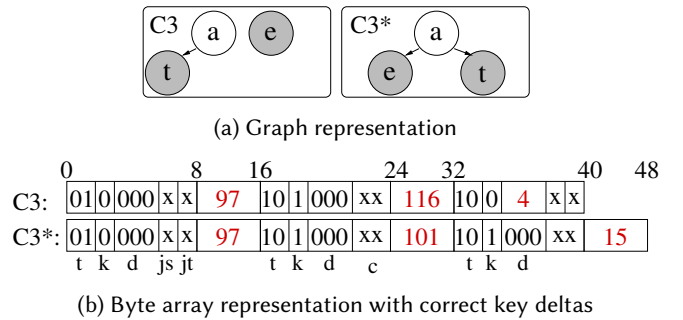 C3 a e C3* a
t e t
(a) Graph representation
0 8 16 24 32 40 48
C3: 01 0 000 x x 97 10 1 000 xx 116 10 0 4 x x
C3*: 01 0 000 x x 97 10 1 000 xx 101 10 1 000 xx 15
t k d js jt t k d c t k d
(b) Byte array representation with correct key deltas